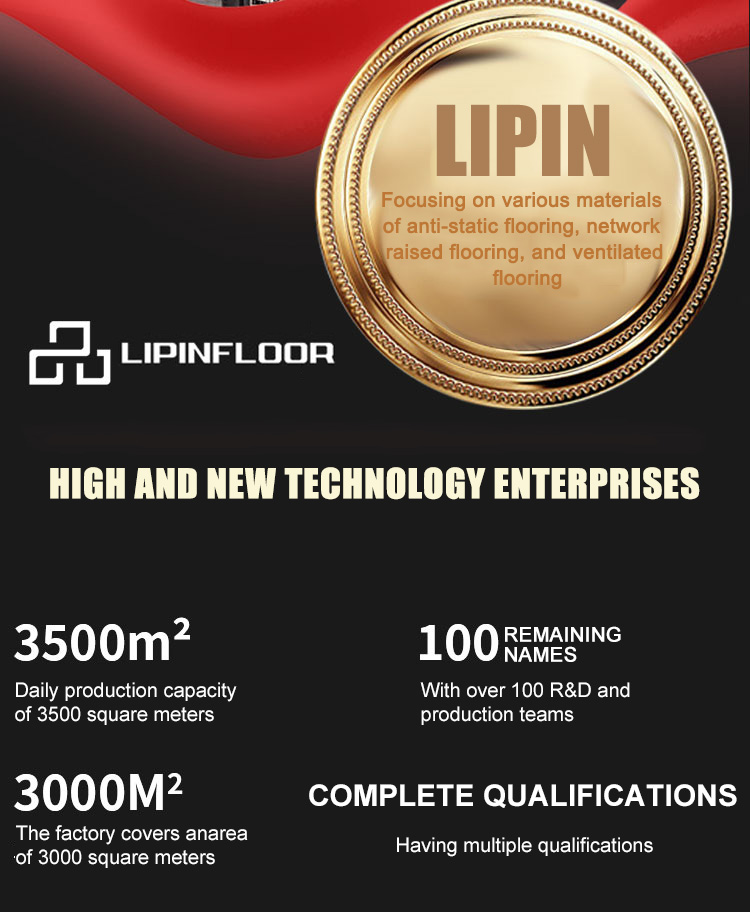 LIPIN
Focusing on various materials
of anti-static flooring, network
raised flooring, and ventilated
flooring
LIPINFLOOR
HIGH AND NEW TECHNOLOGY ENTERPRISES
3500m²
Daily production capacity
of 3500 square meters
100 REMAINING
NAMES
With over 100 R&D and
production teams
3000M²
The factory covers anarea
of 3000 square meters
COMPLETE QUALIFICATIONS
Having multiple qualifications